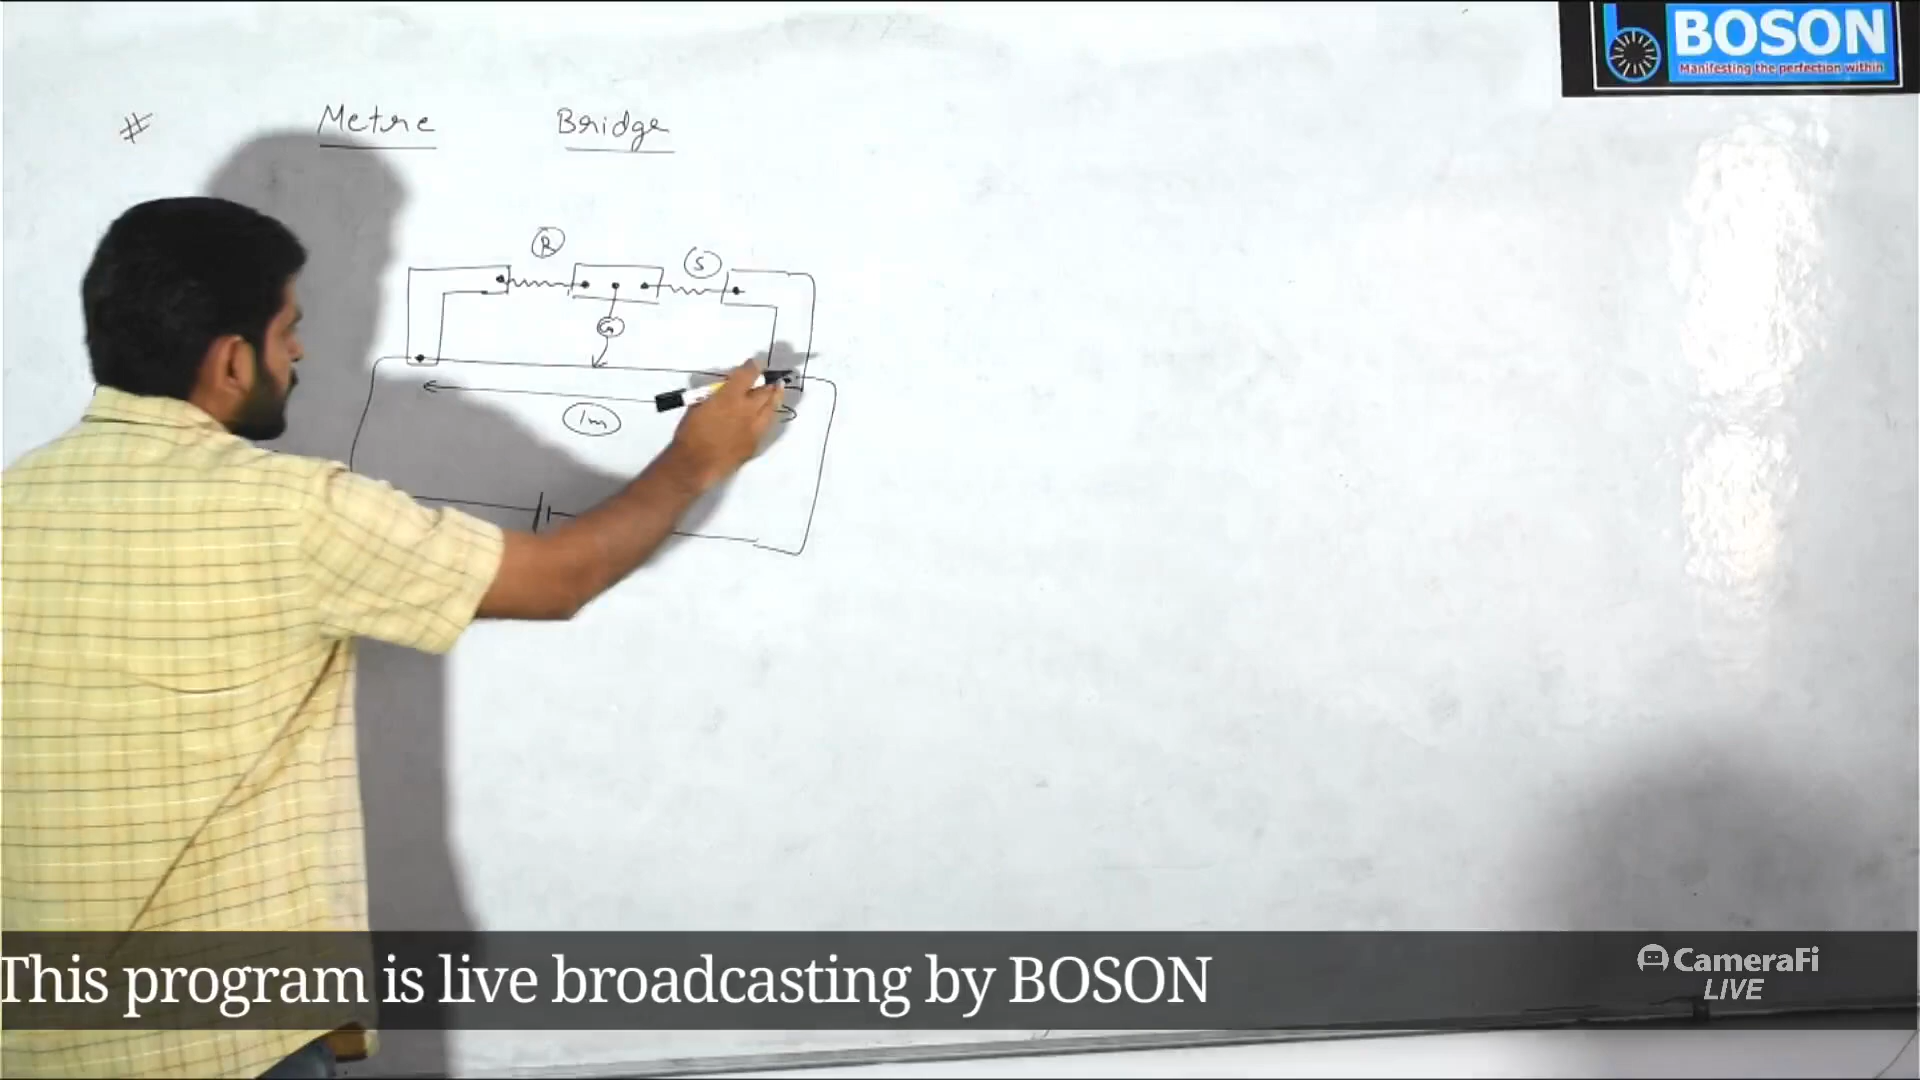 BOSON
Manifesting the perfection within
# Metre Bridge
R
S
G
1m
This program is live broadcasting by BOSON
CameraFi
LIVE